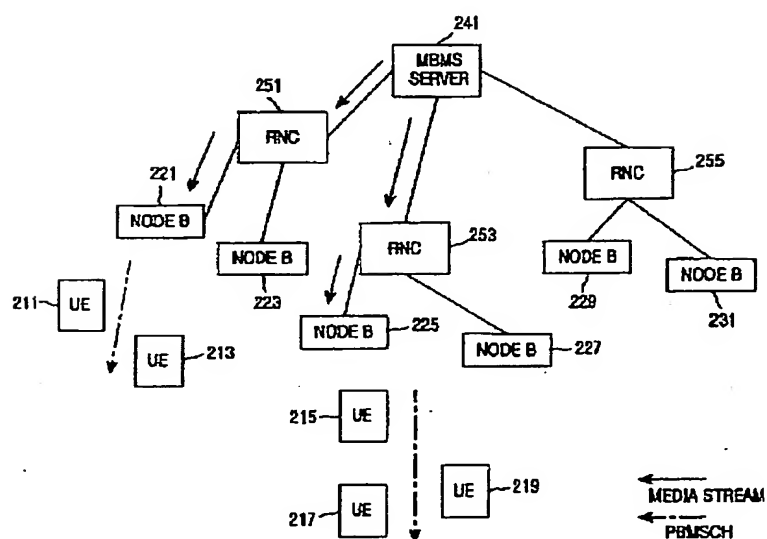 241
MBMS
SERVER
251
RNC
221
NODE B
NODE B
223
RNC
253
RNC
255
NODE B
229
NODE B
231
NODE B
225
NODE B
227
211
UE
UE
213
215
UE
217
UE
UE
219
MEDIA STREAM
PBMSCH